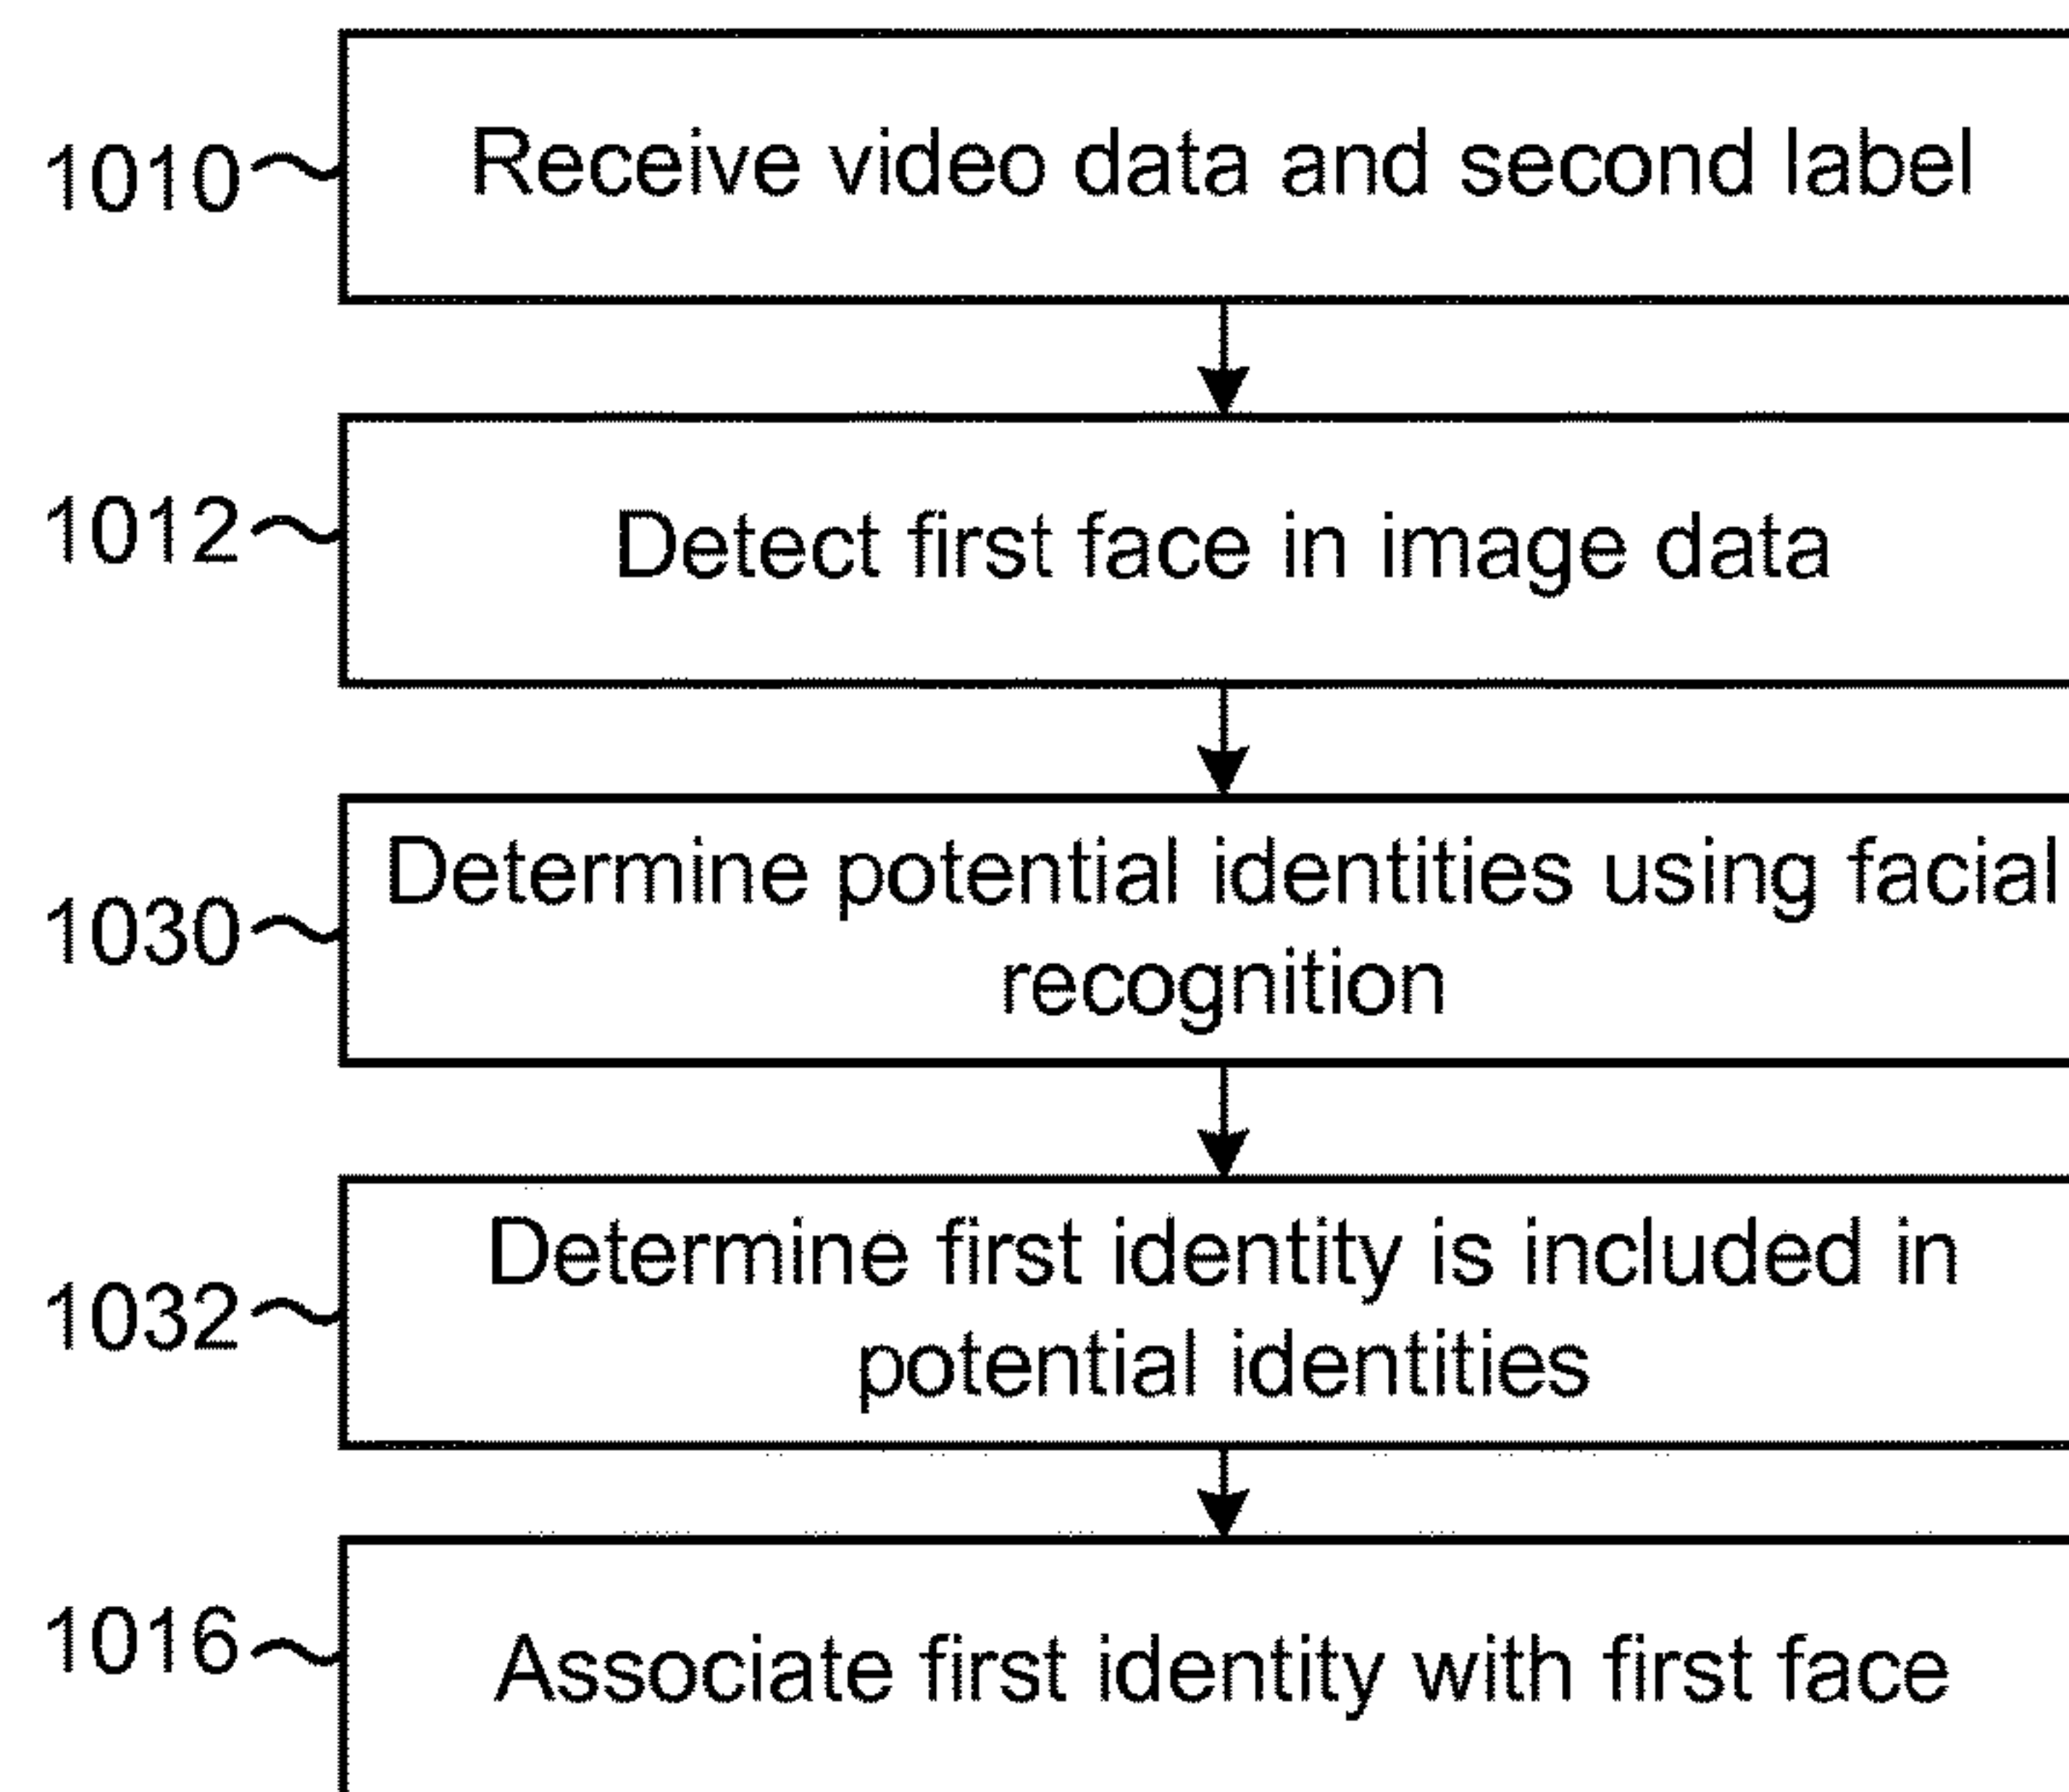 1010 Receive video data and second label
1012 Detect first face in image data
Determine potential identities using facial
1030
recognition
Determine first identity is included in
1032
potential identities
1016 Associate first identity with first face